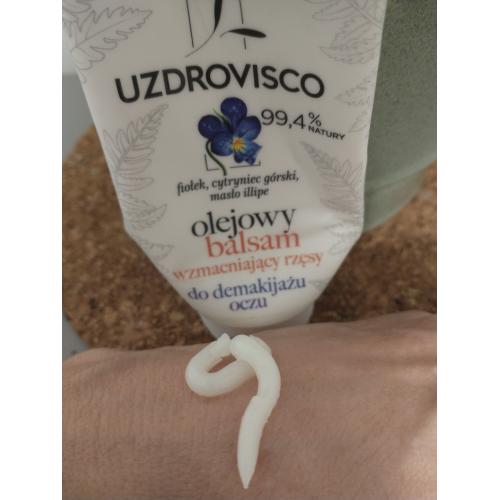 UZDROVISCO
99,4%
NATURY
fiołek, cytryniec górski,
masło illipe
olejowy
balsam
wzmacniający rzęsy
do demakijażu
oczu